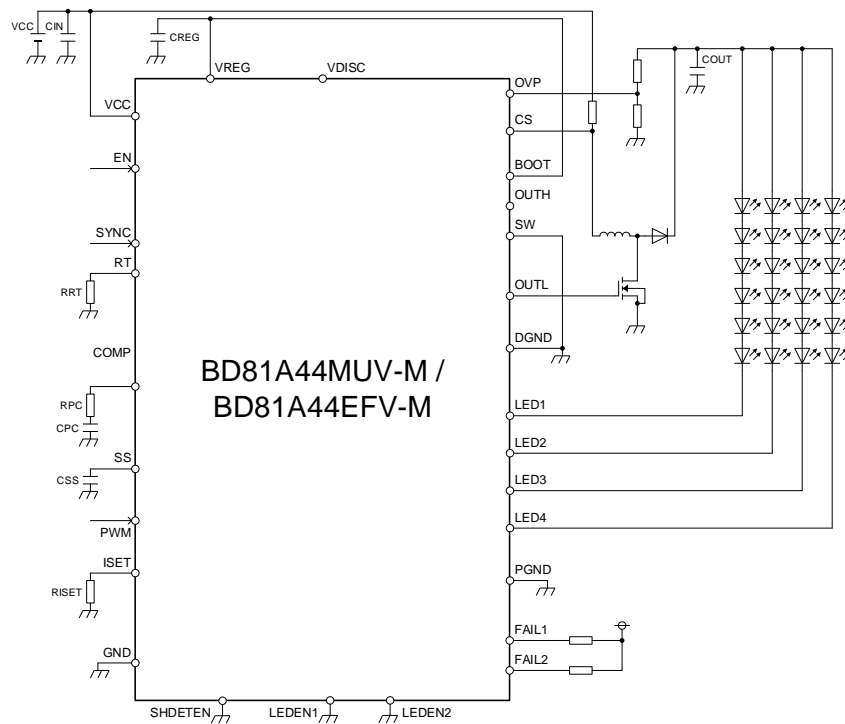 VCC
CIN
CREG
VREG
VDISC
COUT
OVP
VCC
CS
EN
BOOT
OUTH
SYNC
SW
RT
RRT
OUTL
COMP
DGND
BD81A44MUV-M /
BD81A44EFV-M
RPC
CPC
LED1
LED2
SS
CSS
LED3
LED4
PWM
ISET
RISET
PGND
FAIL1
GND
FAIL2
SHDETEN
LEDEN1
LEDEN2